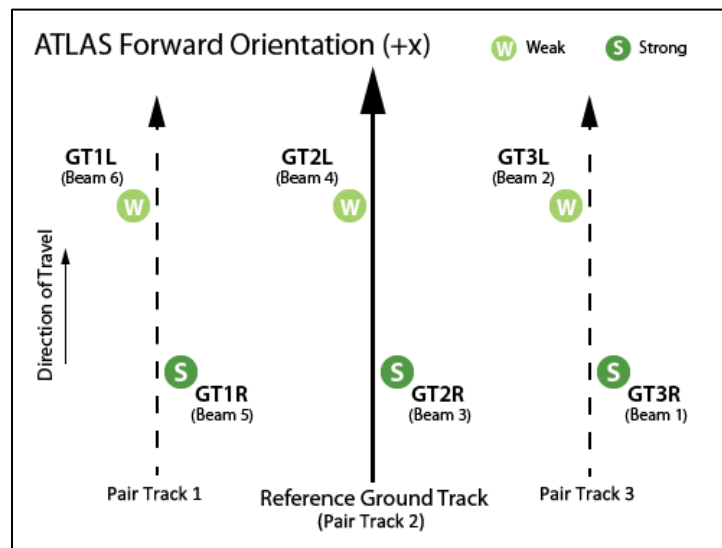 ATLAS Forward Orientation (+x)
W Weak
S Strong
GT1L
(Beam 6)
W
GT2L
(Beam 4)
W
GT3L
(Beam 2)
W
Direction of Travel
S
GT1R
(Beam 5)
S
GT2R
(Beam 3)
S
GT3R
(Beam 1)
Pair Track 1
Reference Ground Track
(Pair Track 2)
Pair Track 3